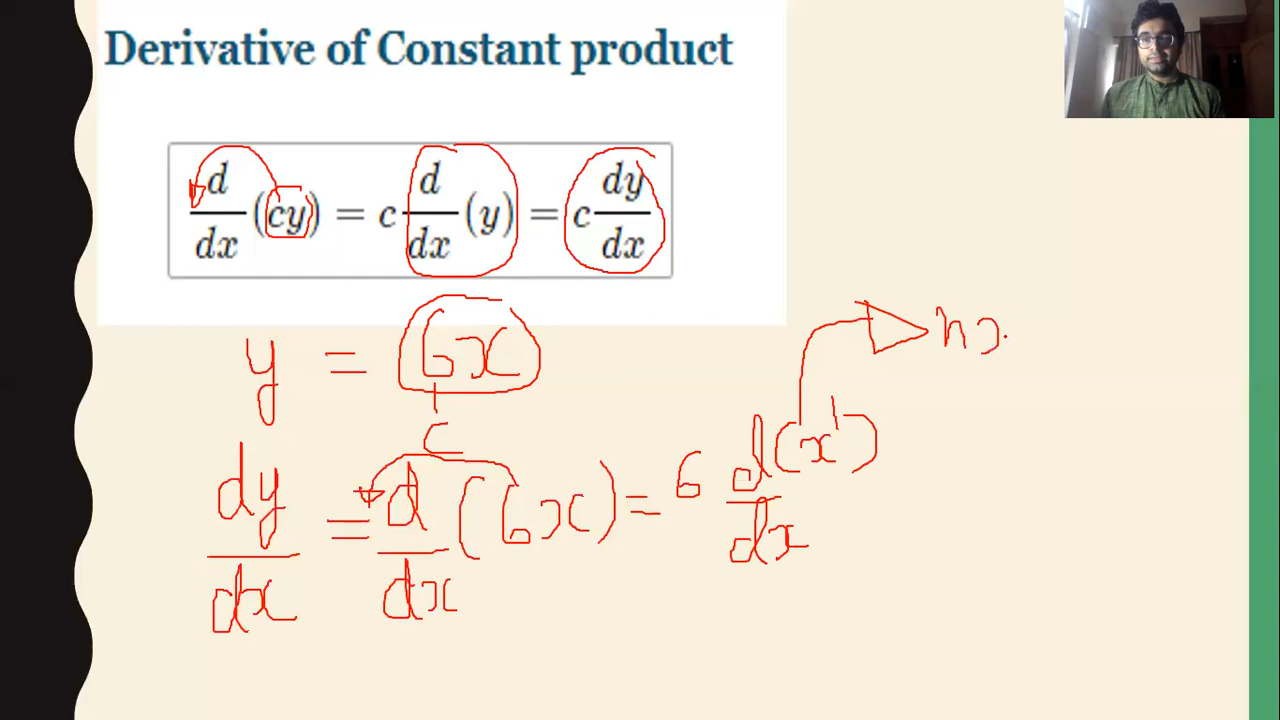 Derivative of Constant product
d/dx (cy) = c d/dx (y) = c dy/dx
y = 6x
nx
c
dy/dx = d/dx (6x) = 6 d(x¹)/dx